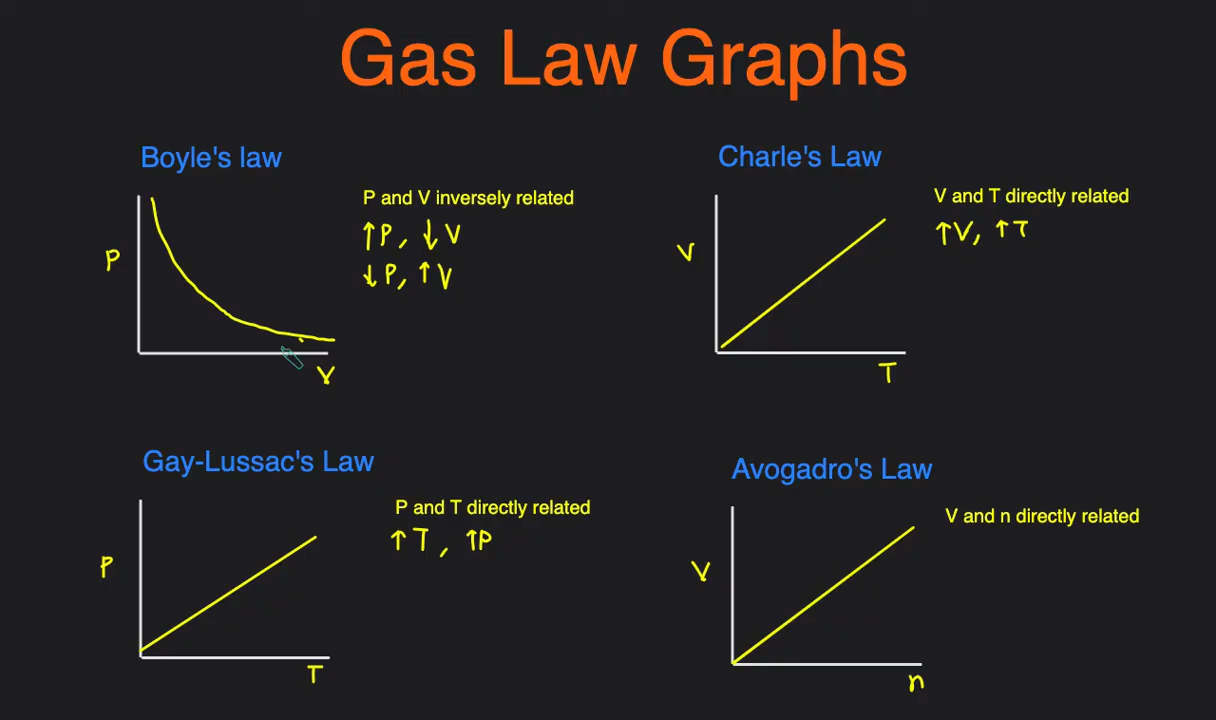 Gas Law Graphs
Boyle's law
P and V inversely related
↑P, ↓V
↓P, ↑V
P
V
Charle's Law
V and T directly related
↑V, ↑T
V
T
Gay-Lussac's Law
P and T directly related
↑T, ↑P
P
T
Avogadro's Law
V and n directly related
V
n